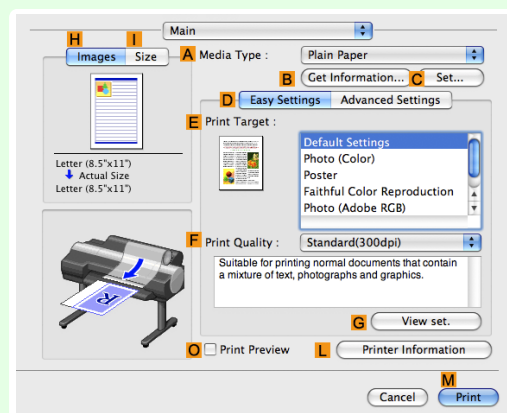 Main
H I
Images Size
A Media Type : Plain Paper
B Get Information... C Set...
D Easy Settings Advanced Settings
E Print Target :
Default Settings
Photo (Color)
Poster
Faithful Color Reproduction
Photo (Adobe RGB)
Letter (8.5"x11")
Actual Size
Letter (8.5"x11")
F Print Quality : Standard(300dpi)
Suitable for printing normal documents that contain
a mixture of text, photographs and graphics.
R
G View set.
O Print Preview L Printer Information
M
Cancel Print